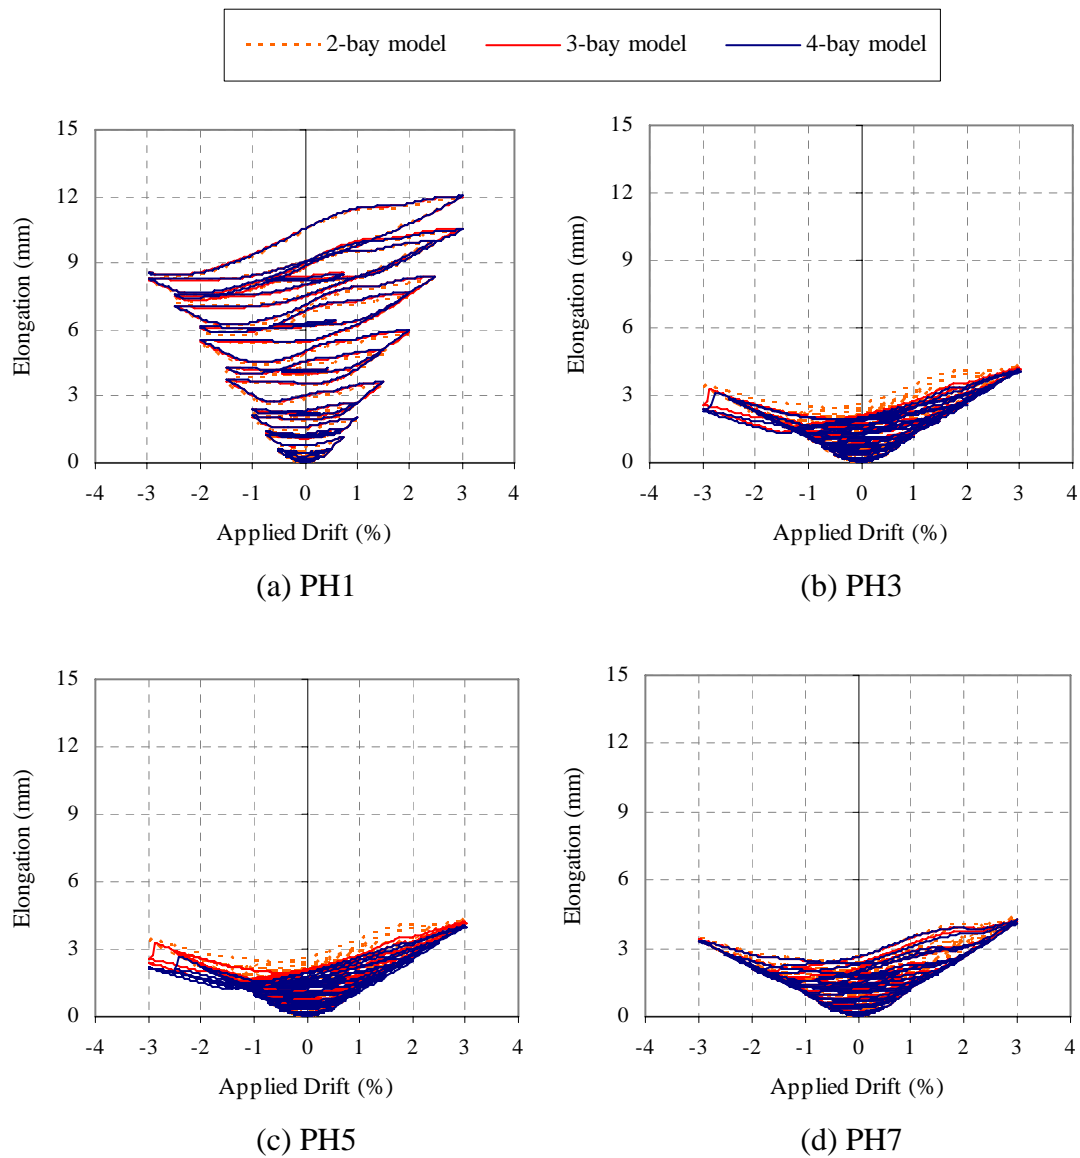 2-bay model 3-bay model 4-bay model
15 15
12 12
9 9
6 6
3 3
0 0
Elongation (mm) Elongation (mm)
-4 -3 -2 -1 0 1 2 3 4 -4 -3 -2 -1 0 1 2 3 4
Applied Drift (%) Applied Drift (%)
(a) PH1 (b) PH3
15 15
12 12
9 9
6 6
3 3
0 0
Elongation (mm) Elongation (mm)
-4 -3 -2 -1 0 1 2 3 4 -4 -3 -2 -1 0 1 2 3 4
Applied Drift (%) Applied Drift (%)
(c) PH5 (d) PH7